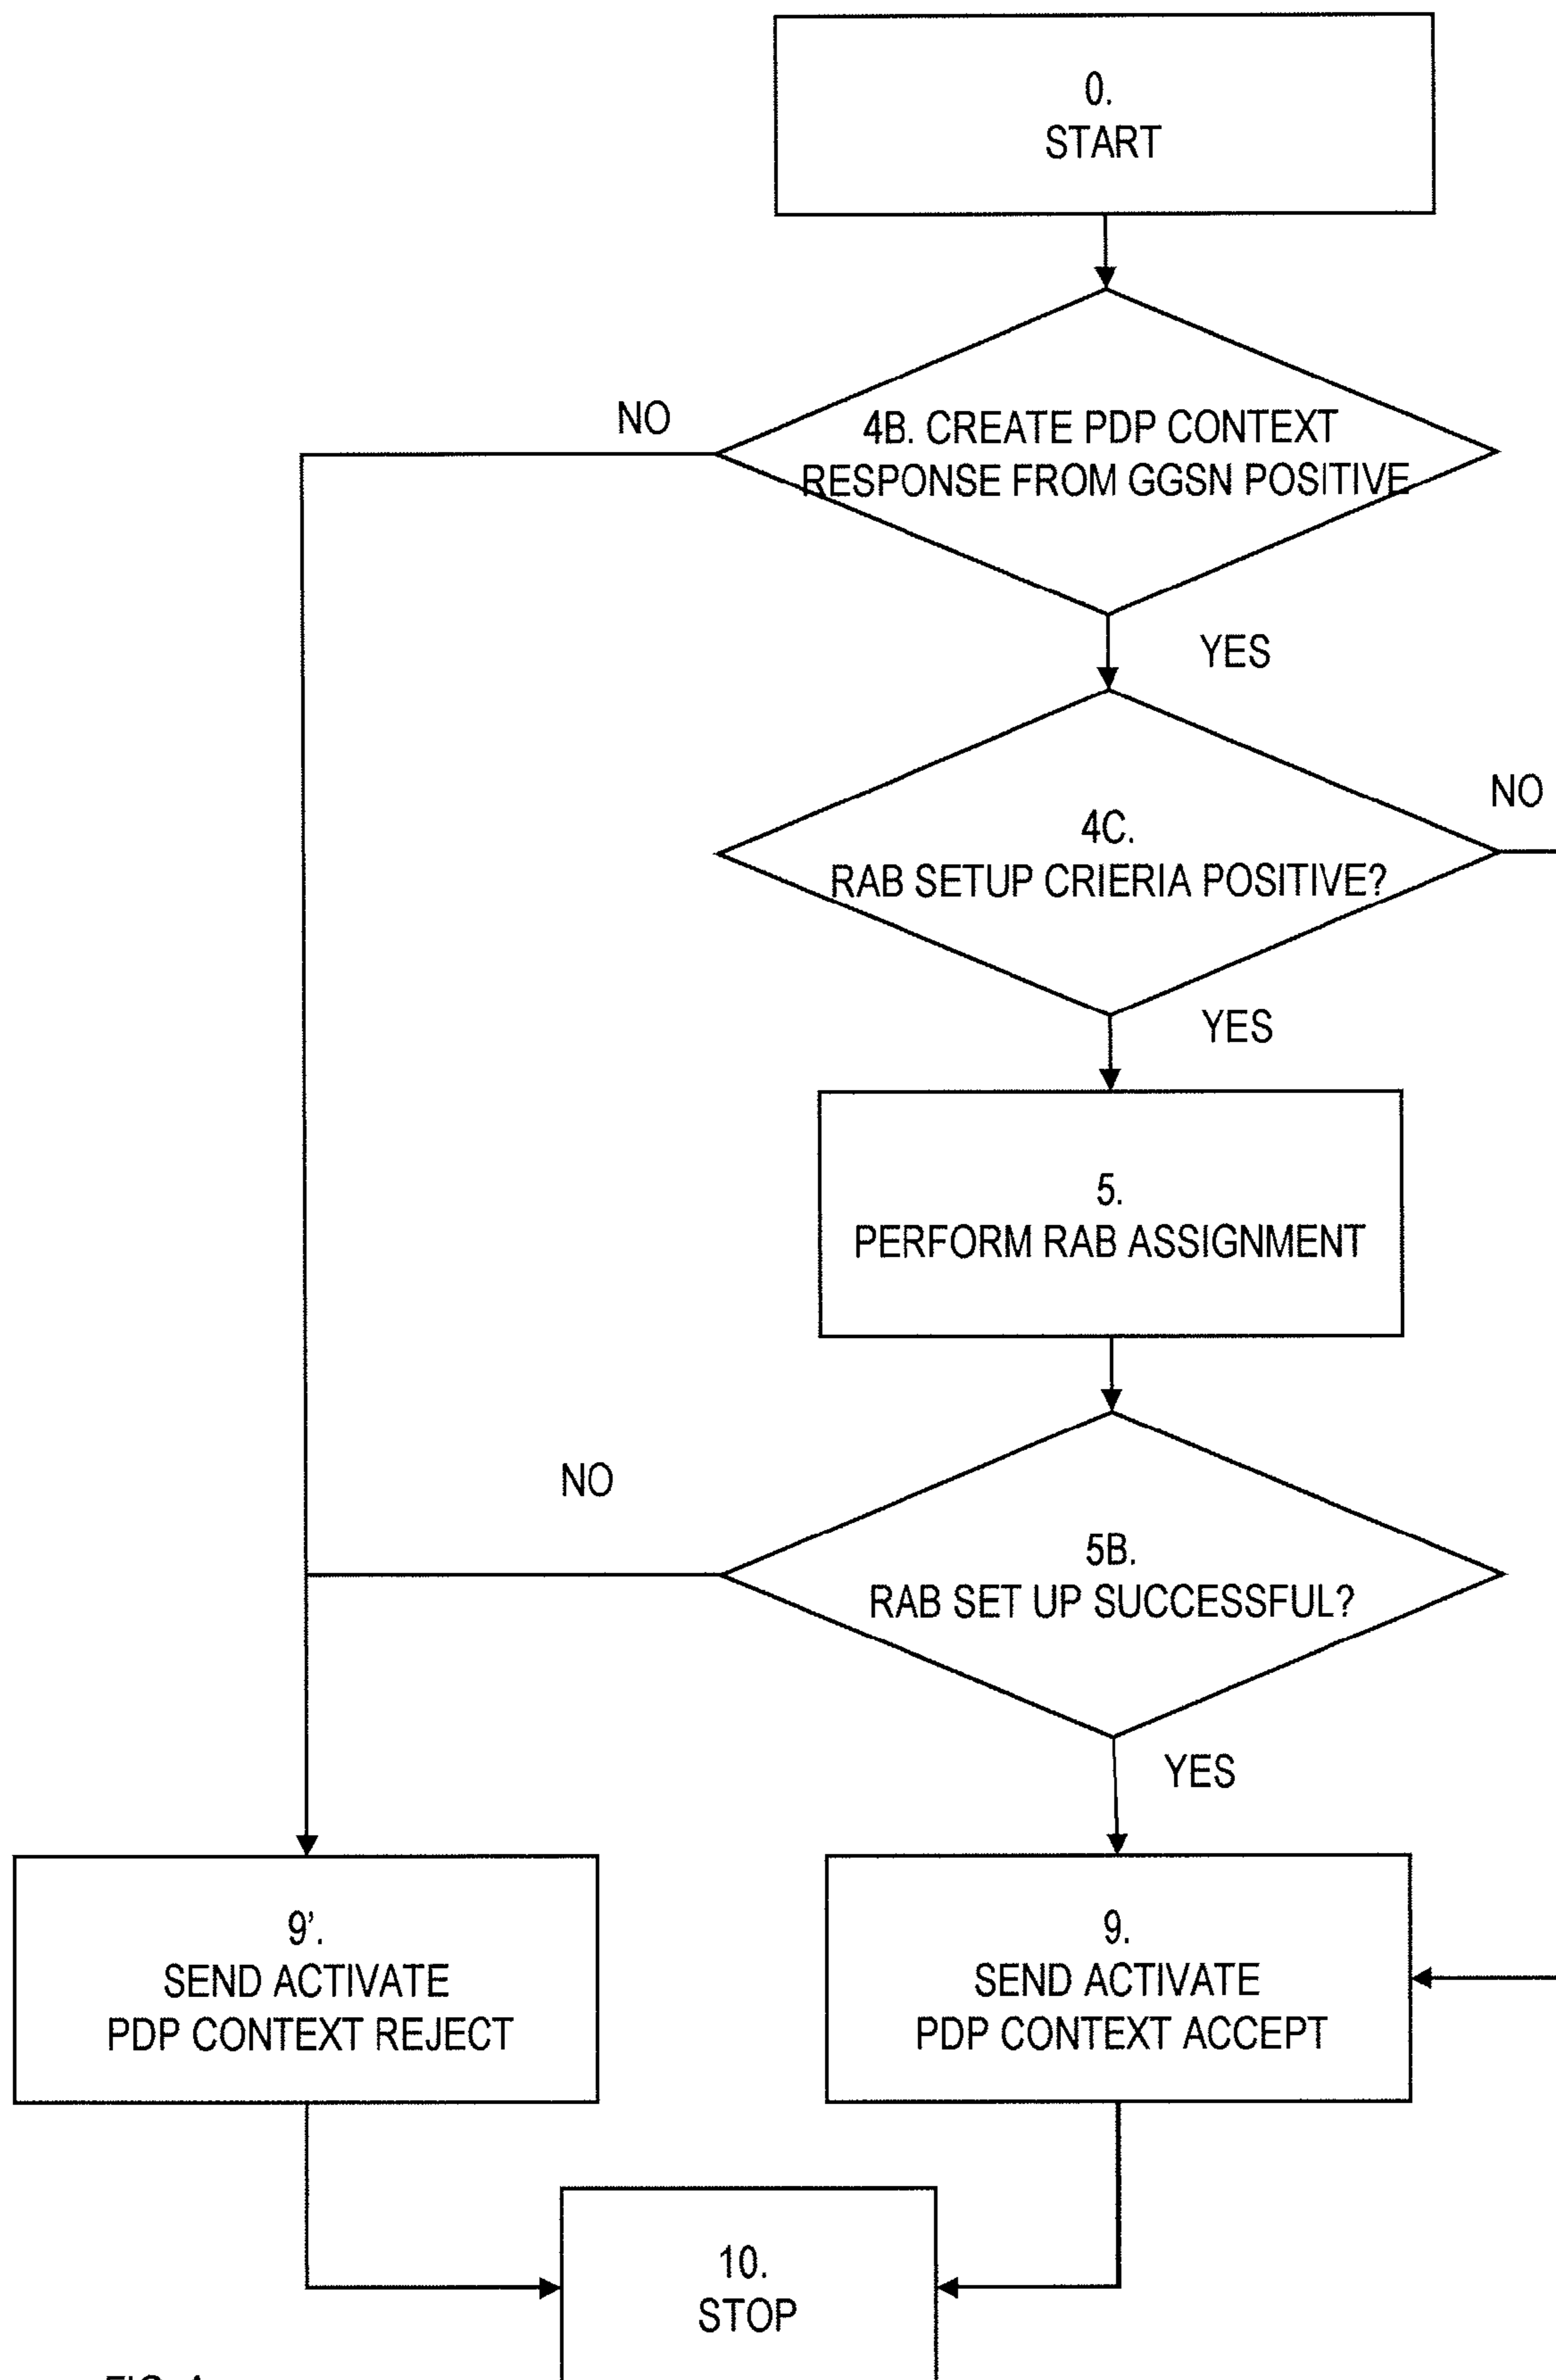 0.
START
NO
4B. CREATE PDP CONTEXT
RESPONSE FROM GGSN POSITIVE
YES
NO
4C.
RAB SETUP CRIERIA POSITIVE?
YES
5.
PERFORM RAB ASSIGNMENT
NO
5B.
RAB SET UP SUCCESSFUL?
YES
9’.
SEND ACTIVATE
PDP CONTEXT REJECT
9.
SEND ACTIVATE
PDP CONTEXT ACCEPT
10.
STOP